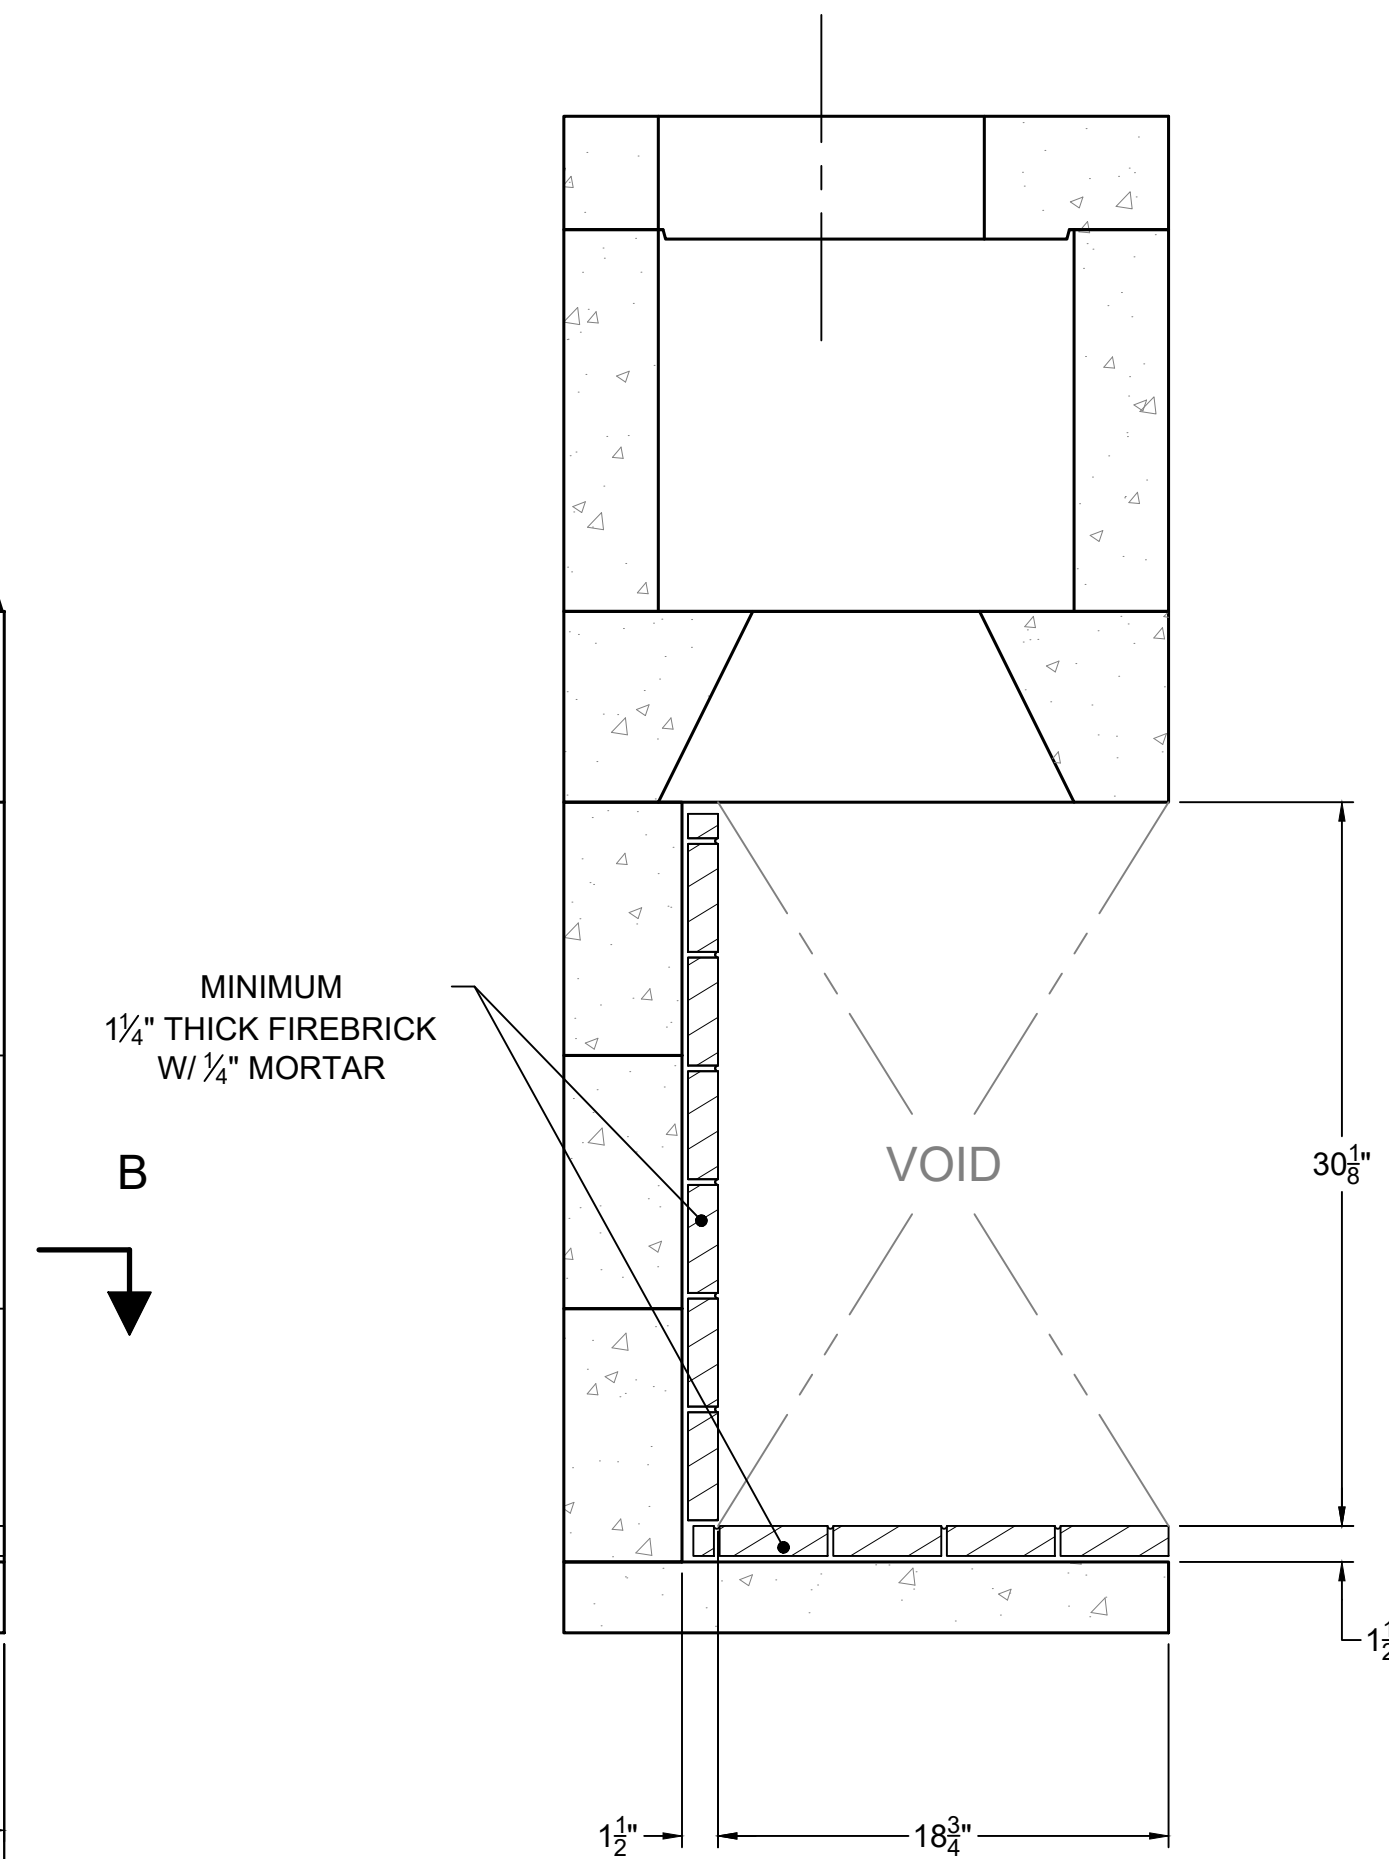 MINIMUM
1¼" THICK FIREBRICK
W/ ¼" MORTAR
B
VOID
30⅛"
1½"
18¾"